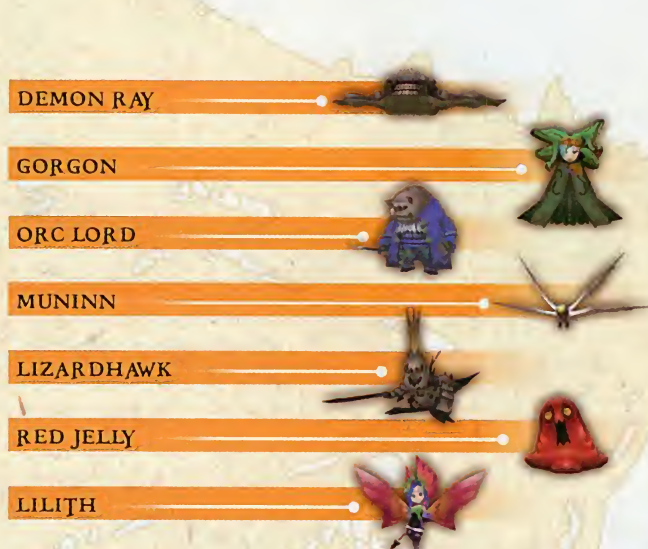 DEMON RAY
GORGON
ORC LORD
MUNINN
LIZARDHAWK
RED JELLY
LILITH